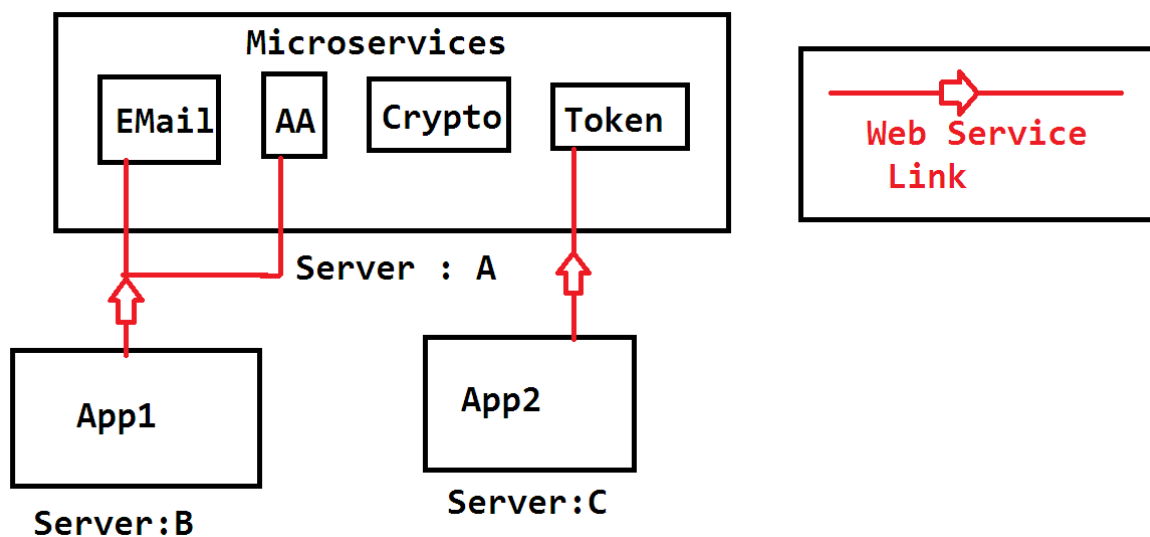 Microservices
EMail
AA
Crypto
Token
Web Service
Link
Server : A
App1
App2
Server:B
Server:C